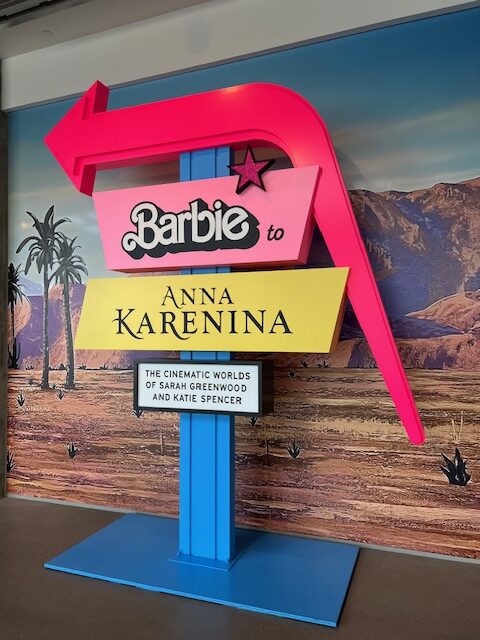 Barbie to
ANNA
KARENINA
THE CINEMATIC WORLDS
OF SARAH GREENWOOD
AND KATIE SPENCER